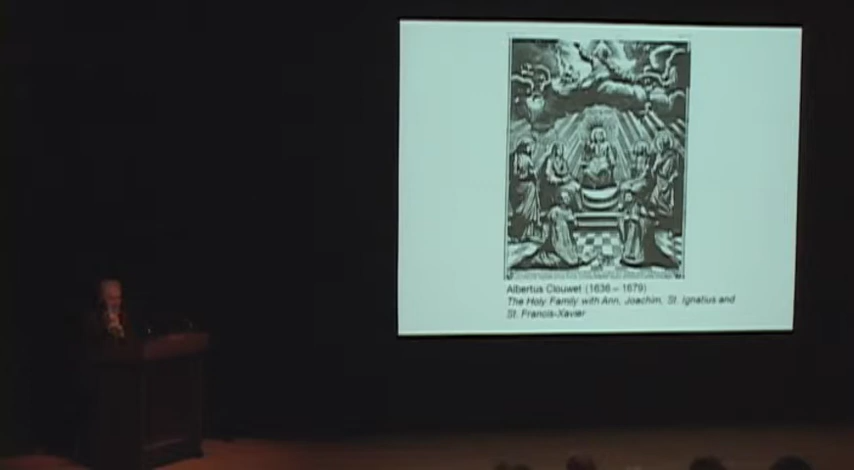 Albertus Clouwet (1636 – 1679)
The Holy Family with Ann, Joachim, St. Ignatius and
St. Francis-Xavier